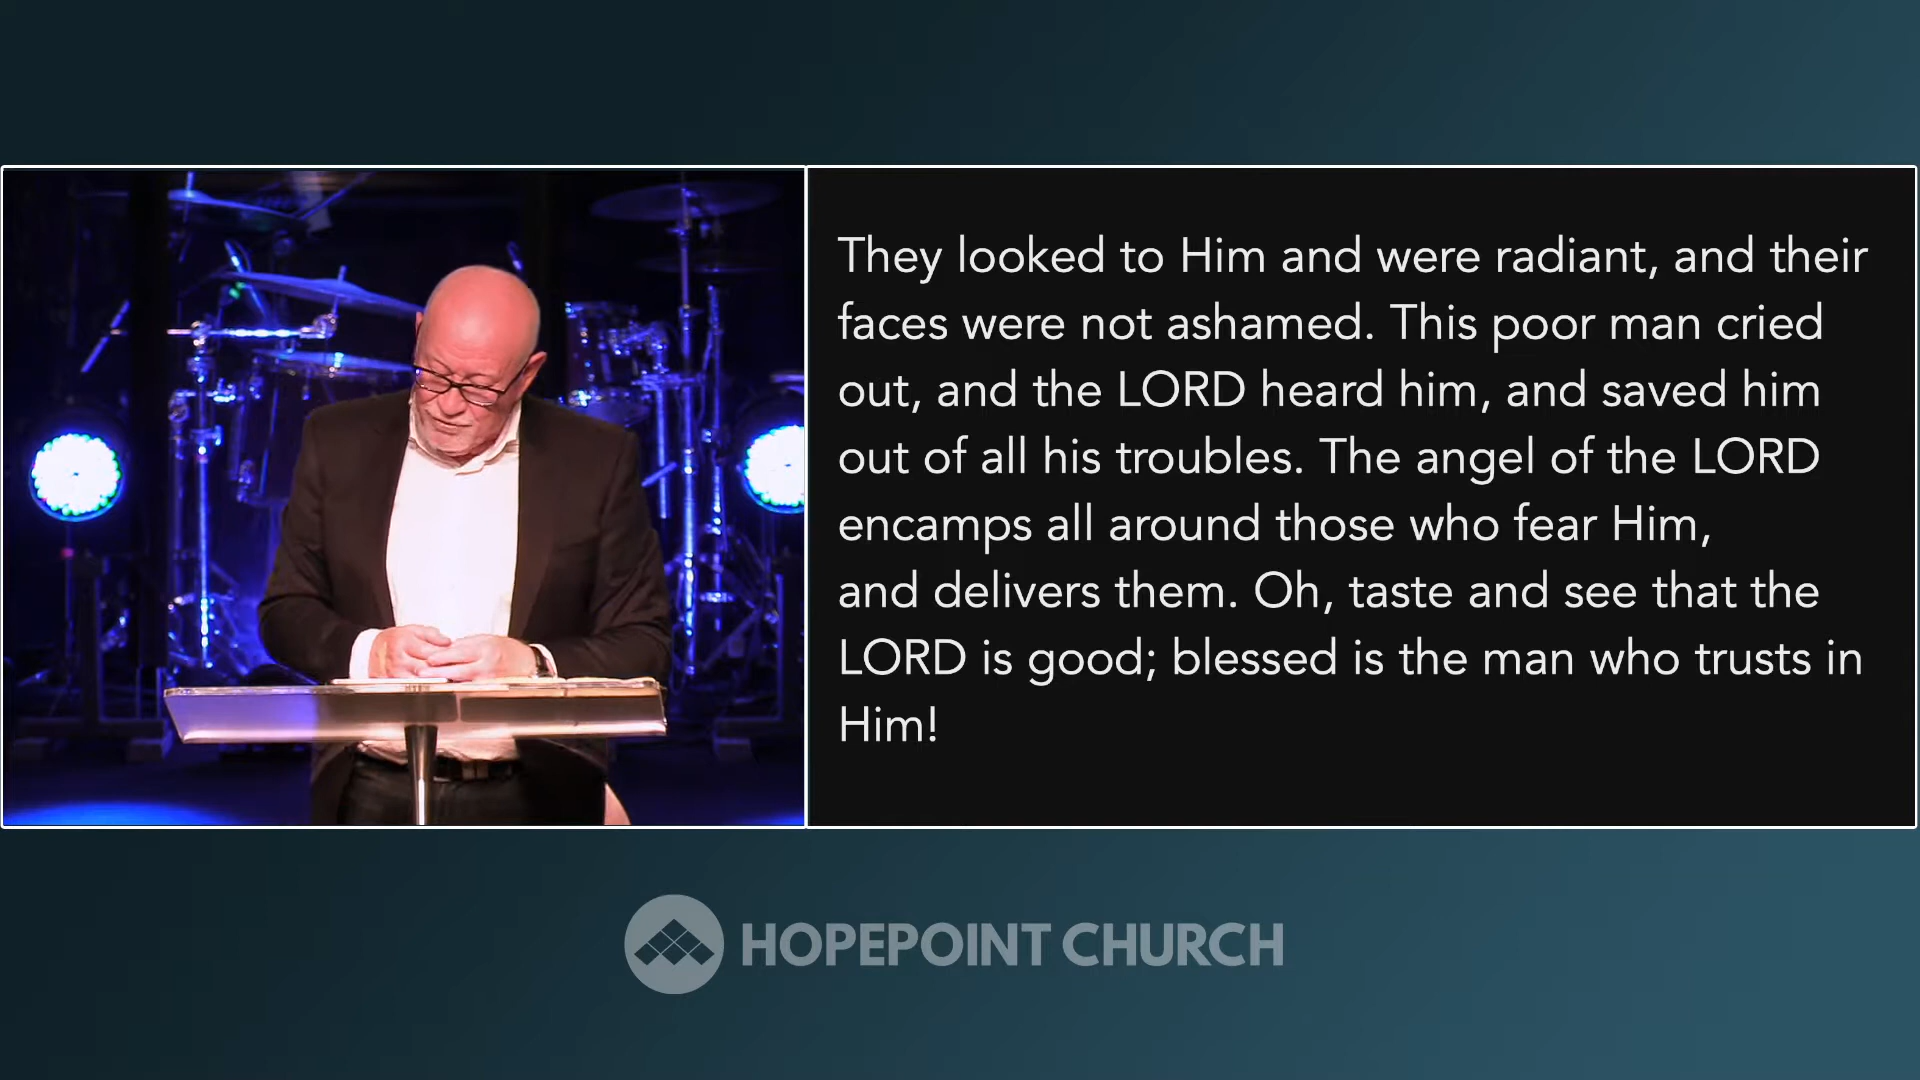 They looked to Him and were radiant, and their
faces were not ashamed. This poor man cried
out, and the LORD heard him, and saved him
out of all his troubles. The angel of the LORD
encamps all around those who fear Him,
and delivers them. Oh, taste and see that the
LORD is good; blessed is the man who trusts in
Him!
HOPEPOINT CHURCH